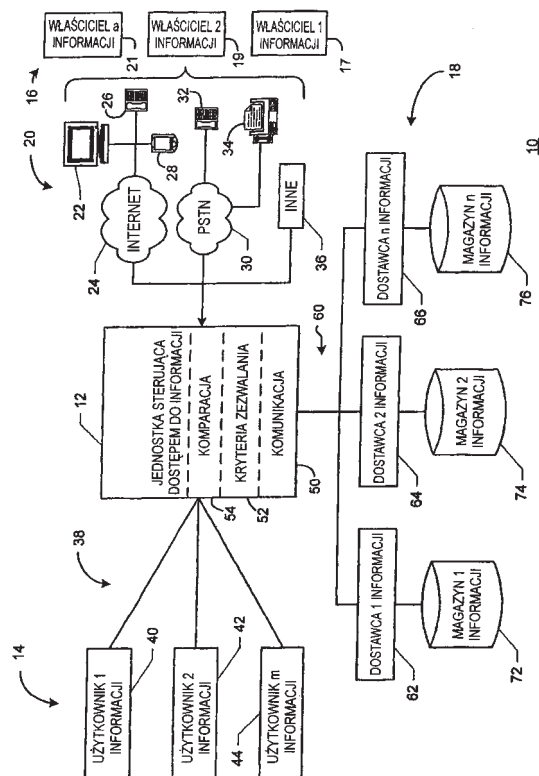 14
UŻYTKOWNIK 1
INFORMACJI
40
UŻYTKOWNIK 2
INFORMACJI
42
UŻYTKOWNIK m
INFORMACJI
44
38
12
JEDNOSTKA STERUJĄCA
DOSTĘPEM DO INFORMACJI
KOMPARACJA
54
KRYTERIA ZEZWALANIA
52
KOMUNIKACJA
50
20
22
INTERNET
24
26
28
PSTN
30
32
34
INNE
36
16
WŁAŚCICIEL a
INFORMACJI
21
WŁAŚCICIEL 2
INFORMACJI
19
WŁAŚCICIEL 1
INFORMACJI
17
60
18
DOSTAWCA 1 INFORMACJI
62
DOSTAWCA 2 INFORMACJI
64
DOSTAWCA n INFORMACJI
66
MAGAZYN 1
INFORMACJI
72
MAGAZYN 2
INFORMACJI
74
MAGAZYN n
INFORMACJI
76
10